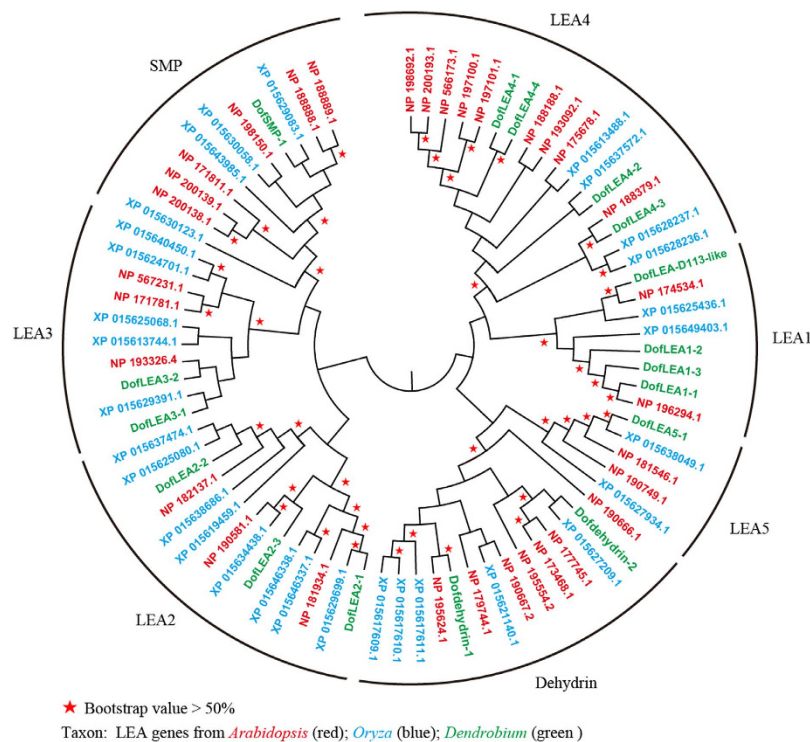 LEA4
NP 198692.1
NP 200193.1
NP 566173.1
NP 197100.1
NP 197101.1
DofLEA4-1
DofLEA4-4
NP 188188.1
NP 193092.1
NP 175678.1
XP 015613488.1
XP 015637572.1
DofLEA4-2
NP 188379.1
DofLEA4-3
XP 015628237.1
XP 015628236.1
LEA1
DofLEA-D113-like
NP 174534.1
XP 015625436.1
XP 015649403.1
DofLEA1-2
DofLEA1-3
DofLEA1-1
NP 196294.1
LEA5
DofLEA5-1
XP 015638049.1
NP 181546.1
NP 190749.1
XP 015627934.1
NP 190666.1
Dehydrin
Dofdehydrin-2
XP 015627209.1
NP 177745.1
NP 173468.1
NP 195554.2
NP 190667.2
XP 015621140.1
NP 179744.1
Dofdehydrin-1
NP 195624.1
XP 015617611.1
XP 015617610.1
XP 015617609.1
LEA2
DofLEA2-1
XP 015629699.1
NP 181934.1
XP 015646337.1
XP 015646338.1
DofLEA2-3
XP 015634438.1
NP 190581.1
XP 015619459.1
XP 015638686.1
NP 182137.1
DofLEA2-2
XP 015625080.1
XP 015637474.1
LEA3
DofLEA3-1
XP 015629391.1
DofLEA3-2
NP 193326.4
XP 015613744.1
XP 015625068.1
NP 171781.1
NP 567231.1
XP 015624701.1
XP 015640450.1
SMP
XP 015630123.1
NP 200138.1
NP 200139.1
NP 171811.1
XP 015643985.1
XP 015630058.1
NP 198150.1
DofSMP-1
XP 015629083.1
NP 188888.1
NP 188889.1
Bootstrap value > 50%
Taxon: LEA genes from Arabidopsis (red); Oryza (blue); Dendrobium (green )